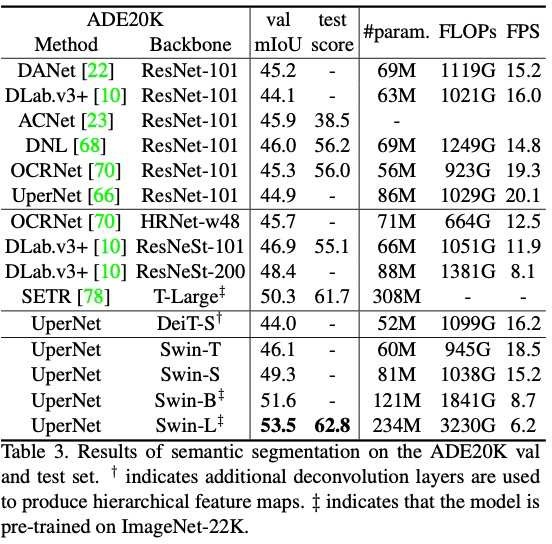 ADE20K val test #param. FLOPs FPS
Method Backbone mIoU score
DANet [22] ResNet-101 45.2 - 69M 1119G 15.2
DLab.v3+ [10] ResNet-101 44.1 - 63M 1021G 16.0
ACNet [23] ResNet-101 45.9 38.5 -
DNL [68] ResNet-101 46.0 56.2 69M 1249G 14.8
OCRNet [70] ResNet-101 45.3 56.0 56M 923G 19.3
UperNet [66] ResNet-101 44.9 - 86M 1029G 20.1
OCRNet [70] HRNet-w48 45.7 - 71M 664G 12.5
DLab.v3+ [10] ResNeSt-101 46.9 55.1 66M 1051G 11.9
DLab.v3+ [10] ResNeSt-200 48.4 - 88M 1381G 8.1
SETR [78] T-Large‡ 50.3 61.7 308M - -
UperNet DeiT-S† 44.0 - 52M 1099G 16.2
UperNet Swin-T 46.1 - 60M 945G 18.5
UperNet Swin-S 49.3 - 81M 1038G 15.2
UperNet Swin-B‡ 51.6 - 121M 1841G 8.7
UperNet Swin-L‡ 53.5 62.8 234M 3230G 6.2
Table 3. Results of semantic segmentation on the ADE20K val
and test set. † indicates additional deconvolution layers are used
to produce hierarchical feature maps. ‡ indicates that the model is
pre-trained on ImageNet-22K.